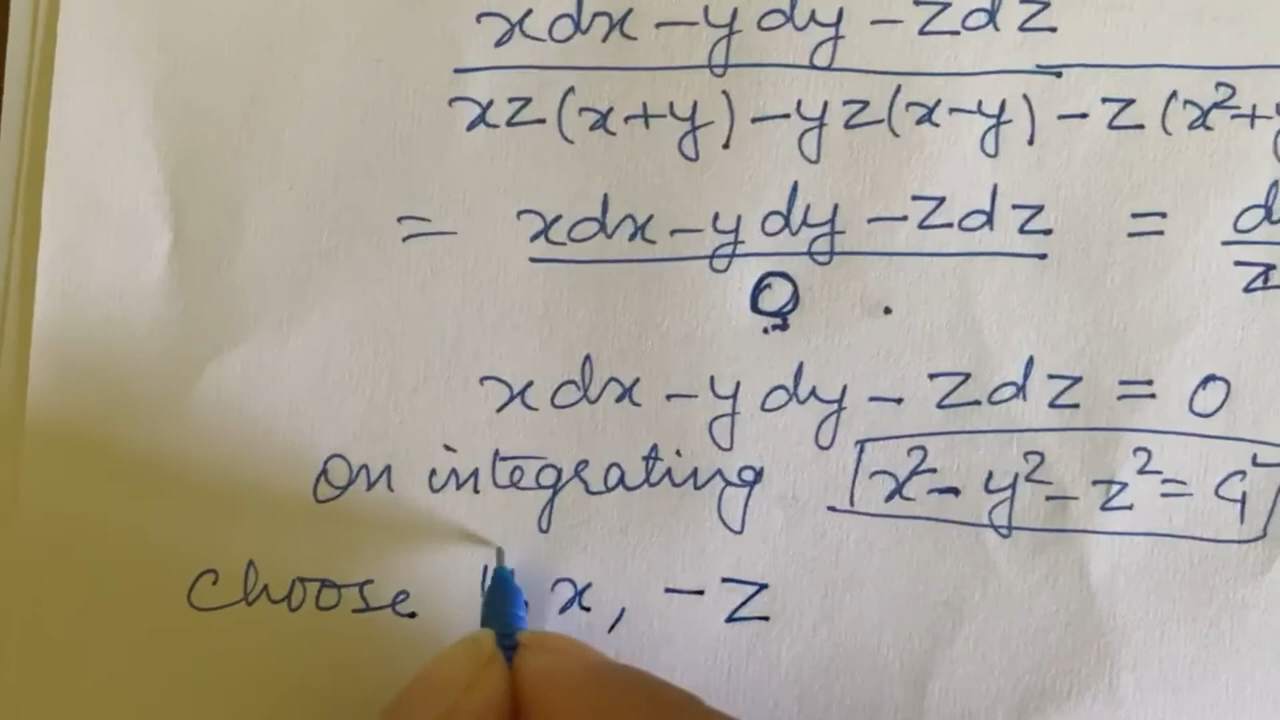 xdx - ydy - zdz
xz(x+y) - yz(x-y) - z(x²+y
= xdx - ydy - zdz = d
0 . z
xdx - ydy - zdz = 0
On integrating x² - y² - z² = C₁
choose x, -z